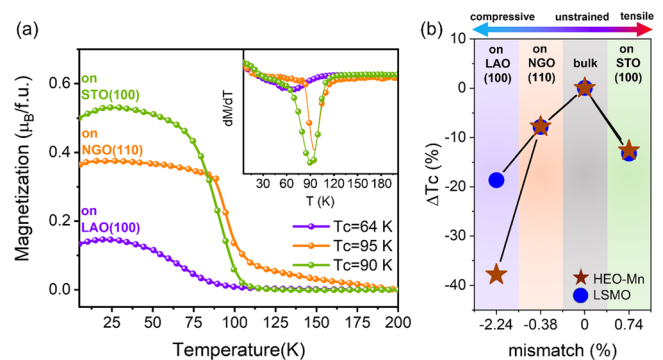 (a)
on
STO(100)
on
NGO(110)
on
LAO(100)
Magnetization (μB/f.u.)
0.6
0.4
0.2
0.0
0 25 50 75 100 125 150 175 200
Temperature(K)
dM/dT
30 60 90 120 150 180
T (K)
Tc=64 K
Tc=95 K
Tc=90 K
(b)
compressive unstrained tensile
on
LAO
(100)
on
NGO
(110)
bulk
on
STO
(100)
ΔTc (%)
0
-10
-20
-30
-40
HEO-Mn
LSMO
-2.24 -0.38 0 0.74
mismatch (%)